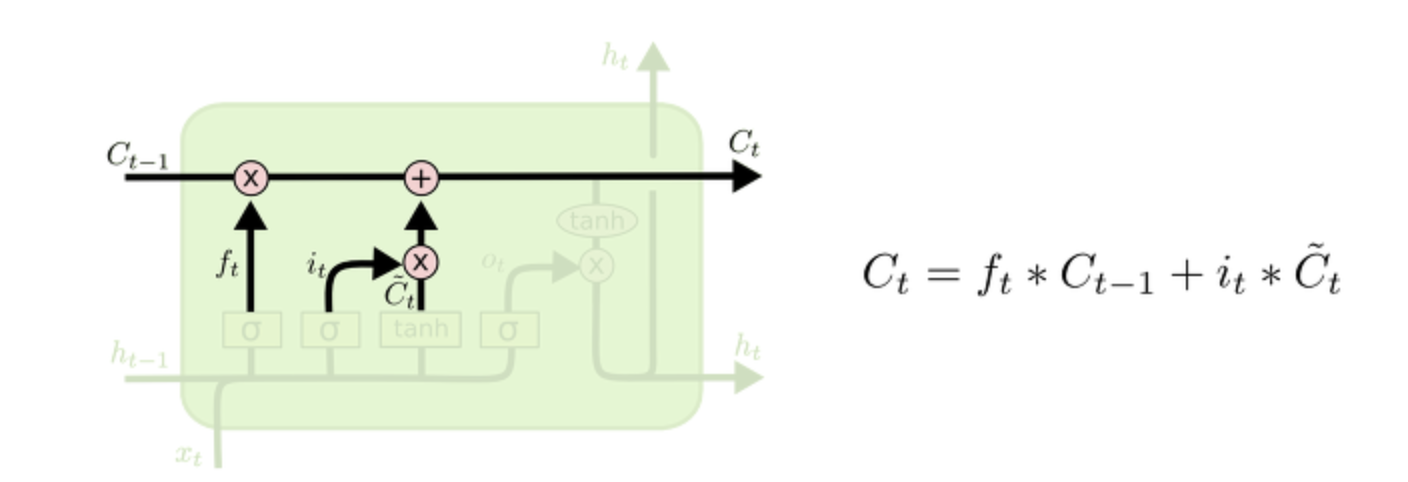 h_t
C_{t-1}
C_t
x
+
tanh
f_t
i_t
x
o_t
x
C̃_t
σ
σ
tanh
σ
h_{t-1}
h_t
x_t
C_t = f_t * C_{t-1} + i_t * C̃_t